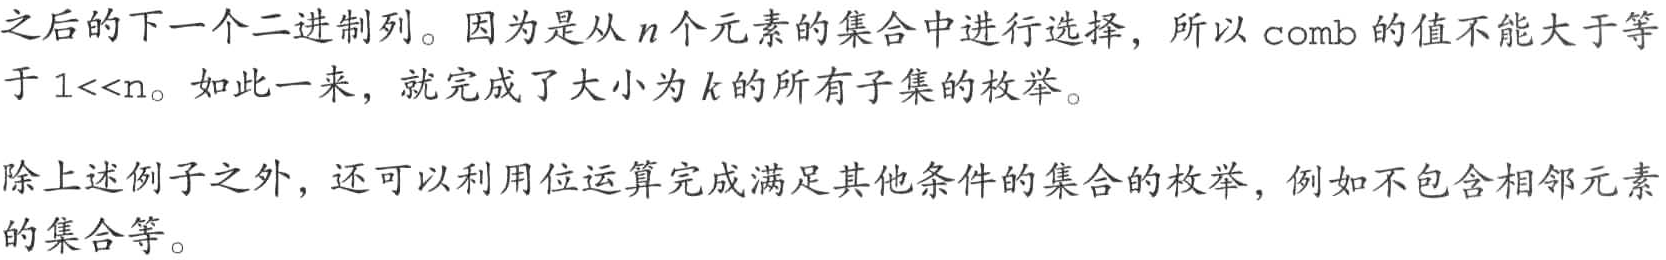 之后的下一个二进制列。因为是从 n 个元素的集合中进行选择，所以 comb 的值不能大于等
于 1<<n。如此一来，就完成了大小为 k 的所有子集的枚举。
除上述例子之外，还可以利用位运算完成满足其他条件的集合的枚举，例如不包含相邻元素
的集合等。